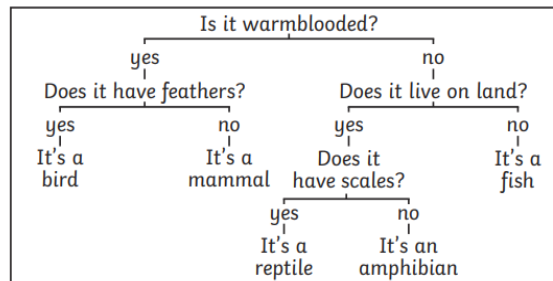 Is it warmblooded?
yes no
Does it have feathers? Does it live on land?
yes no yes no
It's a It's a Does it It's a
bird mammal have scales? fish
yes no
It's a It's an
reptile amphibian